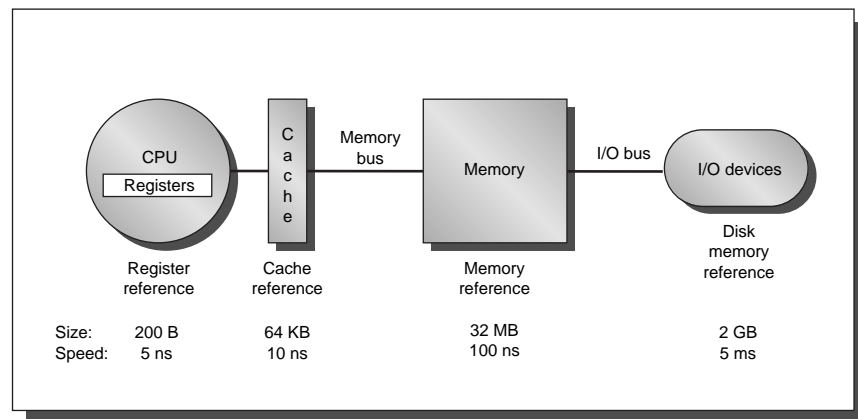 CPU
Registers
Cache
Memory
bus
Memory
I/O bus
I/O devices
Register
reference
Cache
reference
Memory
reference
Disk
memory
reference
Size: 200 B 64 KB 32 MB 2 GB
Speed: 5 ns 10 ns 100 ns 5 ms